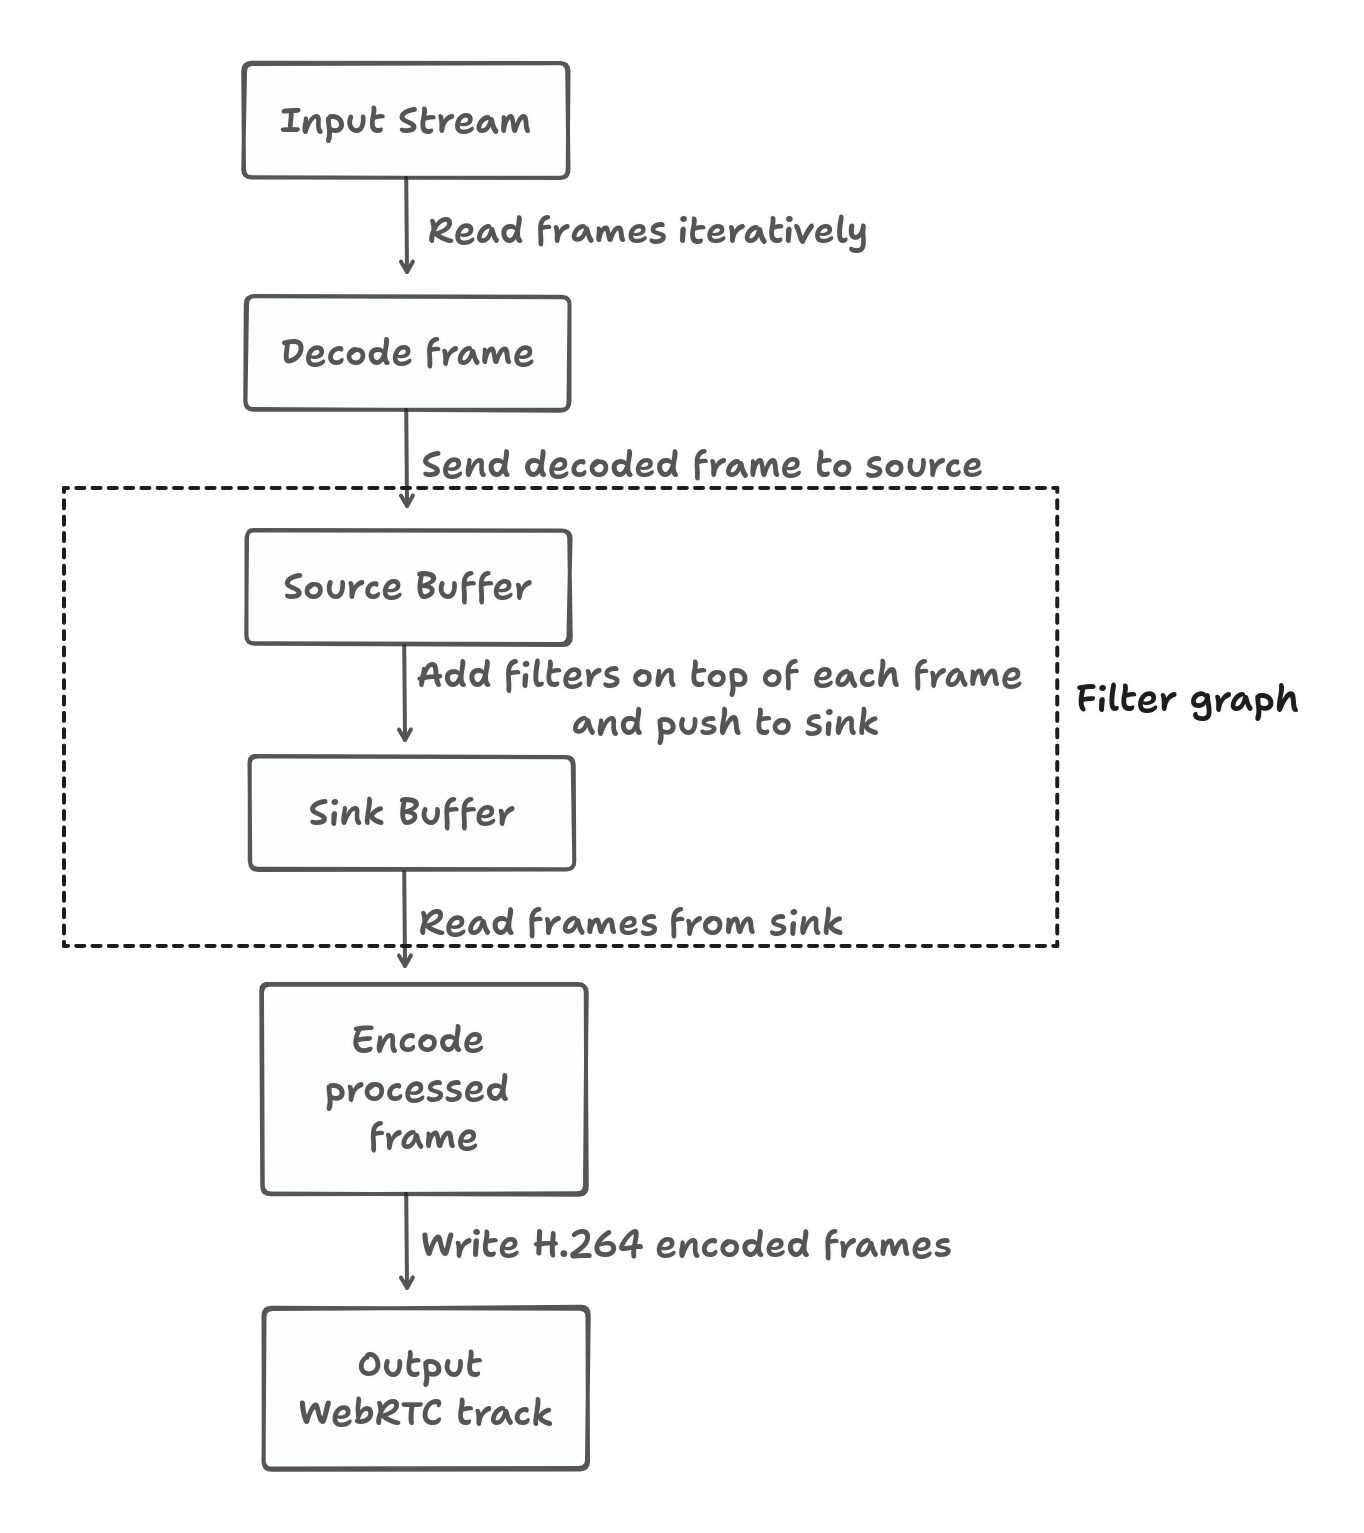 Input Stream
Read frames iteratively
Decode frame
Send decoded frame to source
Source Buffer
Add filters on top of each frame
and push to sink
Filter graph
Sink Buffer
Read frames from sink
Encode
processed
frame
Write H.264 encoded frames
Output
WebRTC track